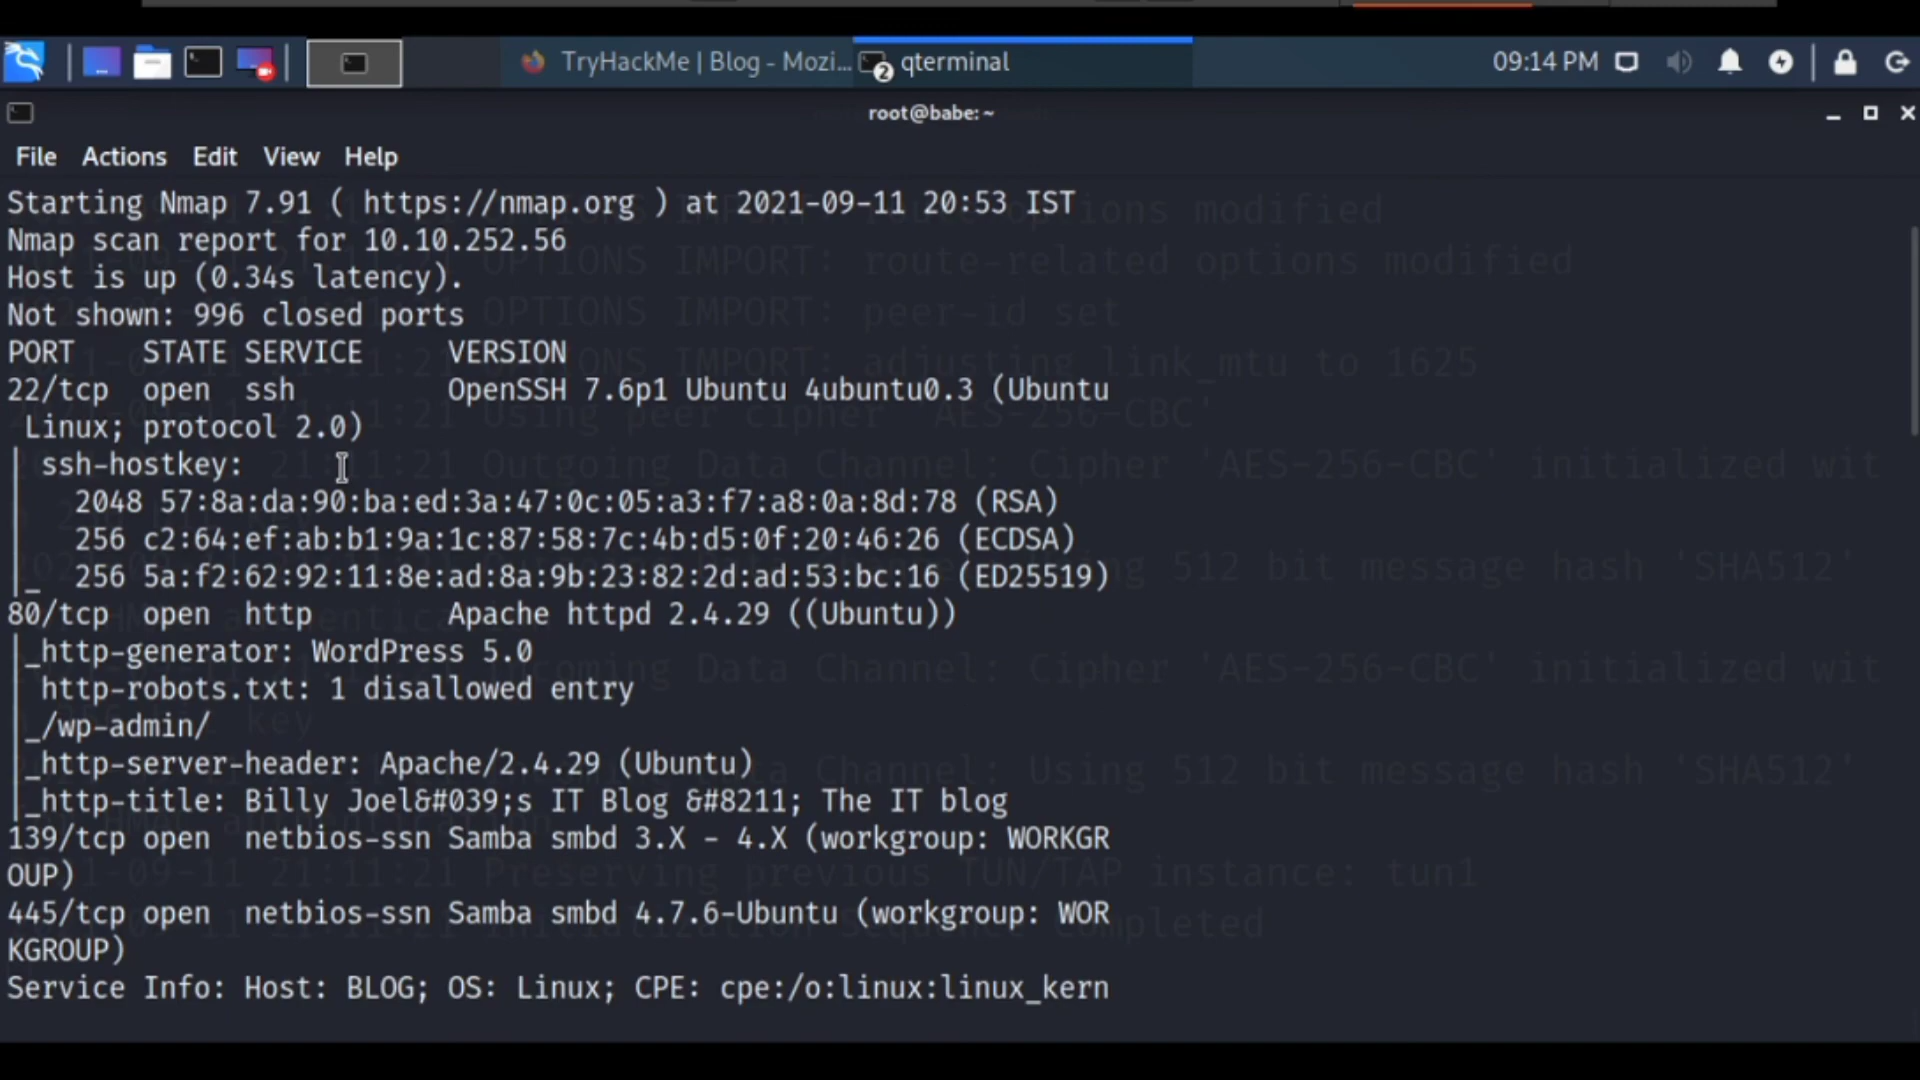 TryHackMe | Blog - Mozi...
2
qterminal
09:14 PM
root@babe: ~
File Actions Edit View Help
Starting Nmap 7.91 ( https://nmap.org ) at 2021-09-11 20:53 IST
Nmap scan report for 10.10.252.56
Host is up (0.34s latency).
Not shown: 996 closed ports
PORT STATE SERVICE VERSION
22/tcp open ssh OpenSSH 7.6p1 Ubuntu 4ubuntu0.3 (Ubuntu
Linux; protocol 2.0)
| ssh-hostkey:
| 2048 57:8a:da:90:ba:ed:3a:47:0c:05:a3:f7:a8:0a:8d:78 (RSA)
| 256 c2:64:ef:ab:b1:9a:1c:87:58:7c:4b:d5:0f:20:46:26 (ECDSA)
|_ 256 5a:f2:62:92:11:8e:ad:8a:9b:23:82:2d:ad:53:bc:16 (ED25519)
80/tcp open http Apache httpd 2.4.29 ((Ubuntu))
|_http-generator: WordPress 5.0
| http-robots.txt: 1 disallowed entry
|_/wp-admin/
|_http-server-header: Apache/2.4.29 (Ubuntu)
|_http-title: Billy Joel&#039;s IT Blog &#8211; The IT blog
139/tcp open netbios-ssn Samba smbd 3.X - 4.X (workgroup: WORKGR
OUP)
445/tcp open netbios-ssn Samba smbd 4.7.6-Ubuntu (workgroup: WOR
KGROUP)
Service Info: Host: BLOG; OS: Linux; CPE: cpe:/o:linux:linux_kern